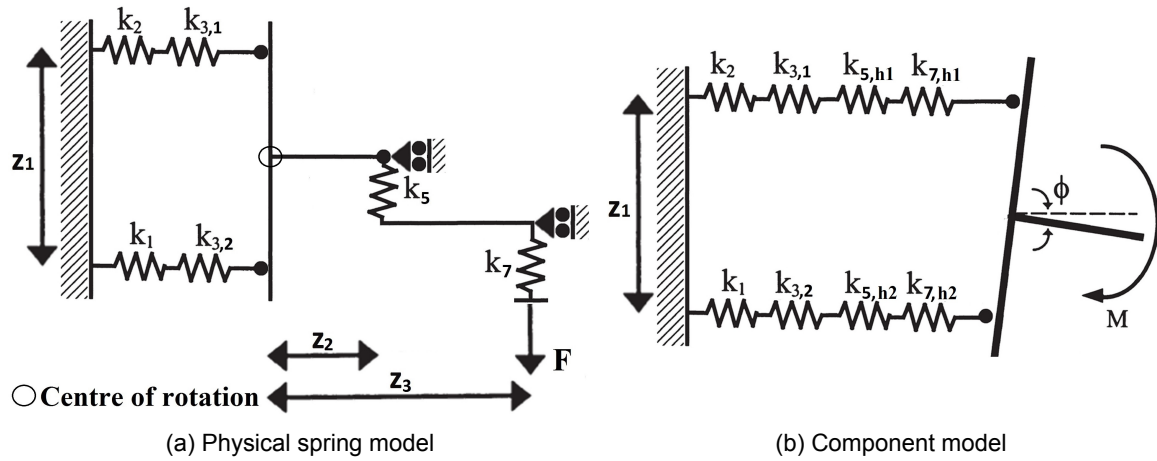 k2 k3,1
z1
k5
k1 k3,2
k7
z2
F
z3
Centre of rotation
(a) Physical spring model
k2 k3,1 k5,h1 k7,h1
z1
ϕ
k1 k3,2 k5,h2 k7,h2
M
(b) Component model